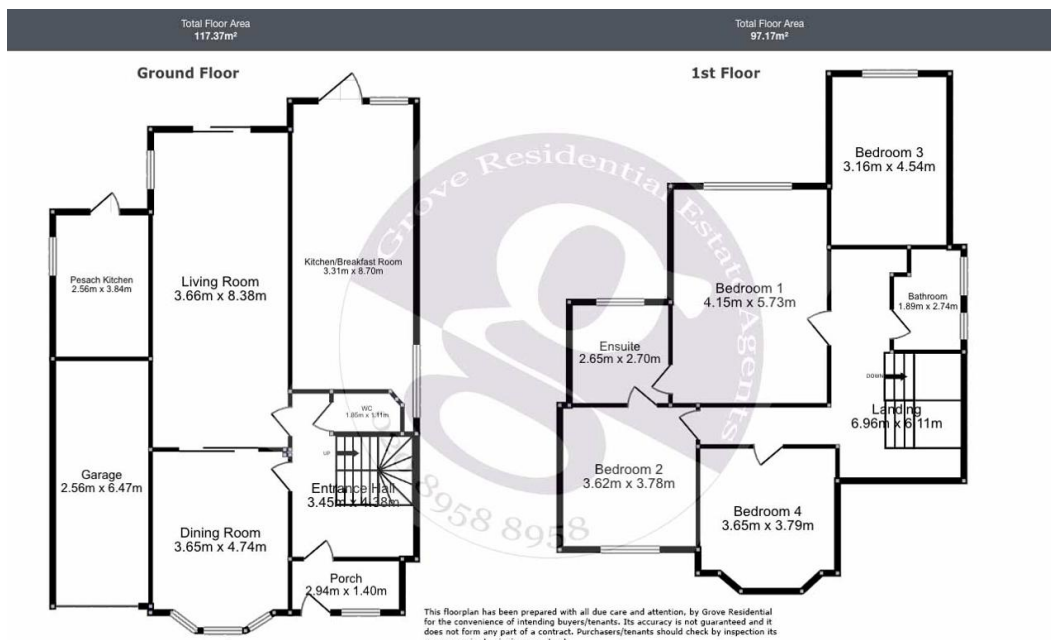 Total Floor Area
117.37m²
Total Floor Area
97.17m²
Ground Floor
1st Floor
Bedroom 3
3.16m x 4.54m
Pesach Kitchen
2.56m x 3.84m
Living Room
3.66m x 8.38m
Kitchen/Breakfast Room
3.31m x 8.70m
Bedroom 1
4.15m x 5.73m
Bathroom
1.89m x 2.74m
Ensuite
2.65m x 2.70m
DOWN
Landing
6.96m x 6.11m
WC
1.85m x 1.11m
UP
Garage
2.56m x 6.47m
Entrance Hall
3.45m x 4.38m
Bedroom 2
3.62m x 3.78m
Bedroom 4
3.65m x 3.79m
Dining Room
3.65m x 4.74m
Porch
2.94m x 1.40m
Grove Residential Estate Agents
8958 8958
This floorplan has been prepared with all due care and attention, by Grove Residential
for the convenience of intending buyers/tenants. Its accuracy is not guaranteed and it
does not form any part of a contract. Purchasers/tenants should check by inspection its